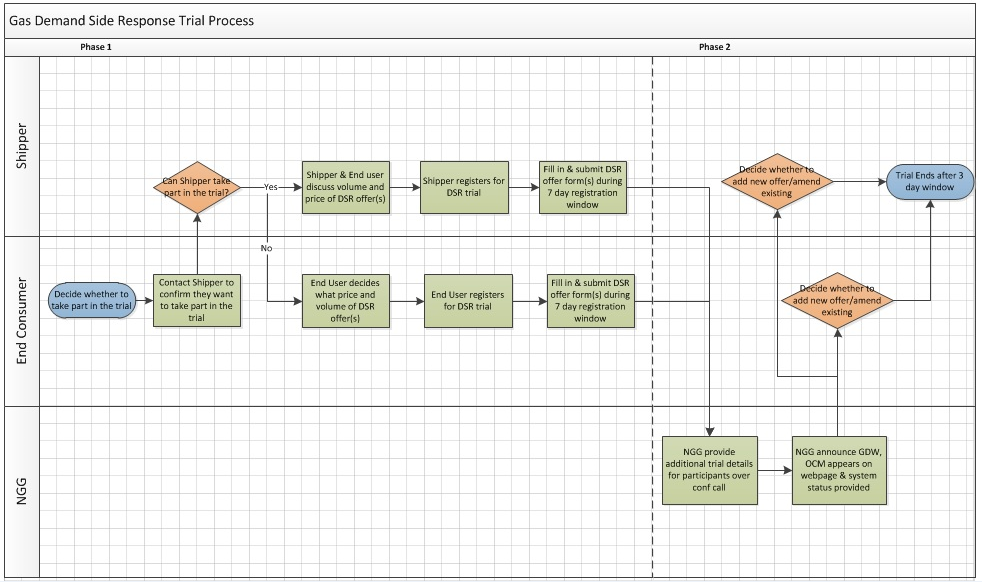 Gas Demand Side Response Trial Process
Phase 1
Phase 2
Shipper
Can Shipper take
part in the trial?
Yes
No
Shipper & End user
discuss volume and
price of DSR offer(s)
Shipper registers for
DSR trial
Fill in & submit DSR
offer form(s) during
7 day registration
window
Decide whether to
add new offer/amend
existing
Trial Ends after 3
day window
End Consumer
Decide whether to
take part in the trial
Contact Shipper to
confirm they want
to take part in the
trial
End User decides
what price and
volume of DSR
offer(s)
End User registers
for DSR trial
Fill in & submit DSR
offer form(s) during
7 day registration
window
Decide whether to
add new offer/amend
existing
NGG
NGG provide
additional trial details
for participants over
conf call
NGG announce GDW,
OCM appears on
webpage & system
status provided